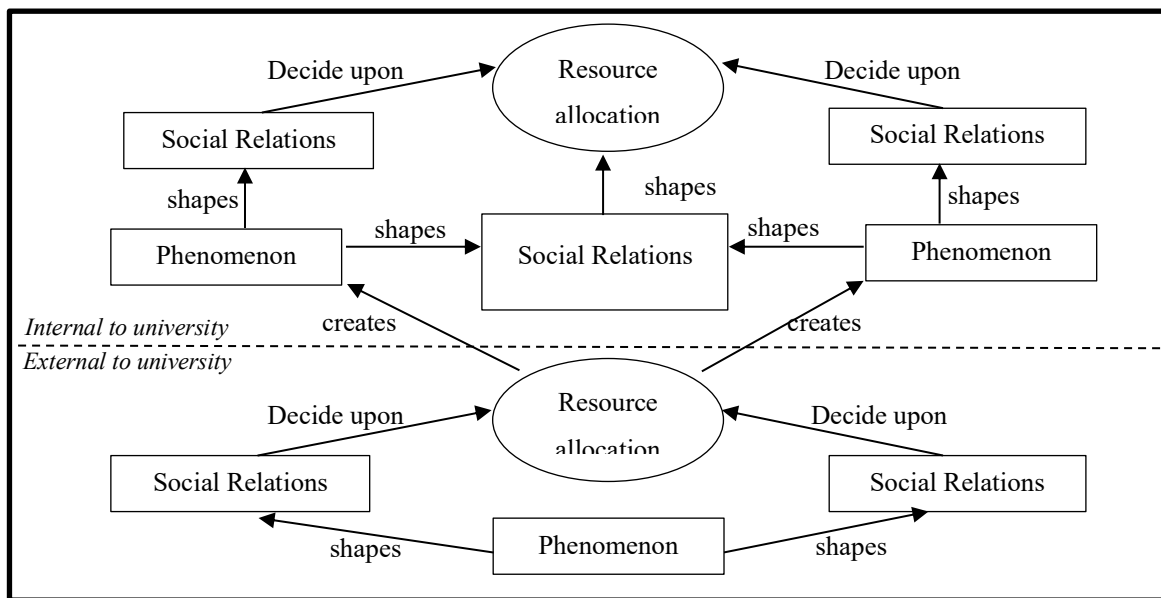 Decide upon
Resource
allocation
Decide upon
Social Relations
Social Relations
shapes
shapes
shapes
shapes
shapes
Phenomenon
Social Relations
Phenomenon
creates
creates
Internal to university
External to university
Decide upon
Resource
allocation
Decide upon
Social Relations
Social Relations
shapes
Phenomenon
shapes